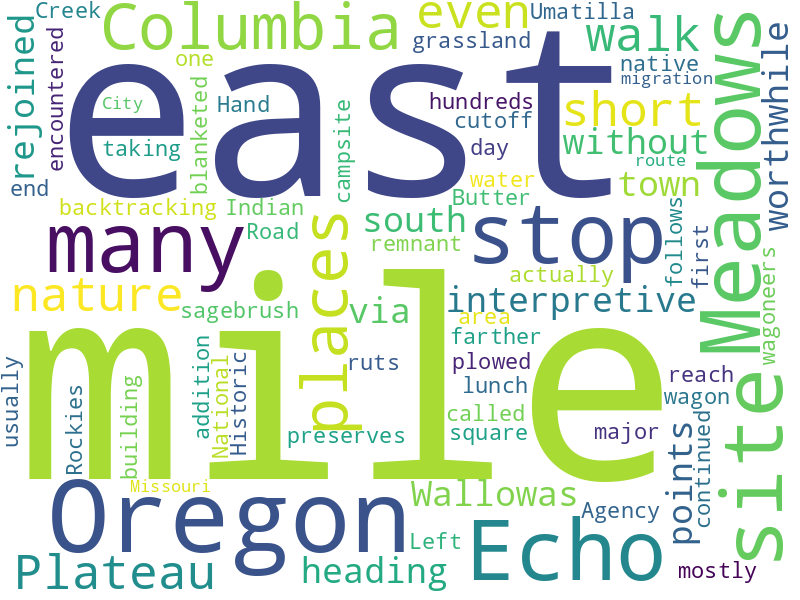 Creek
Columbia
even
Umatilla
grassland
walk
east
one
City
Hand
taking
blanketed
encountered
rejoined
end
campsite
hundreds
cutoff
day
native
migration
short
without
route
Meadows
worthwhile
backtracking
Indian
Road
water
Butter
town
many
places
south
remnant
stop
actually
follows
first
wagoneers
nature
sagebrush
via
interpretive
area
farther
ruts
plowed
lunch
reach
wagon
mile
usually
Rockies
building
addition
National
Historic
preserves
called
square
major
points
continued
site
Missouri
Oregon
Wallowas
Left
Agency
Echo
Plateau
heading
mostly